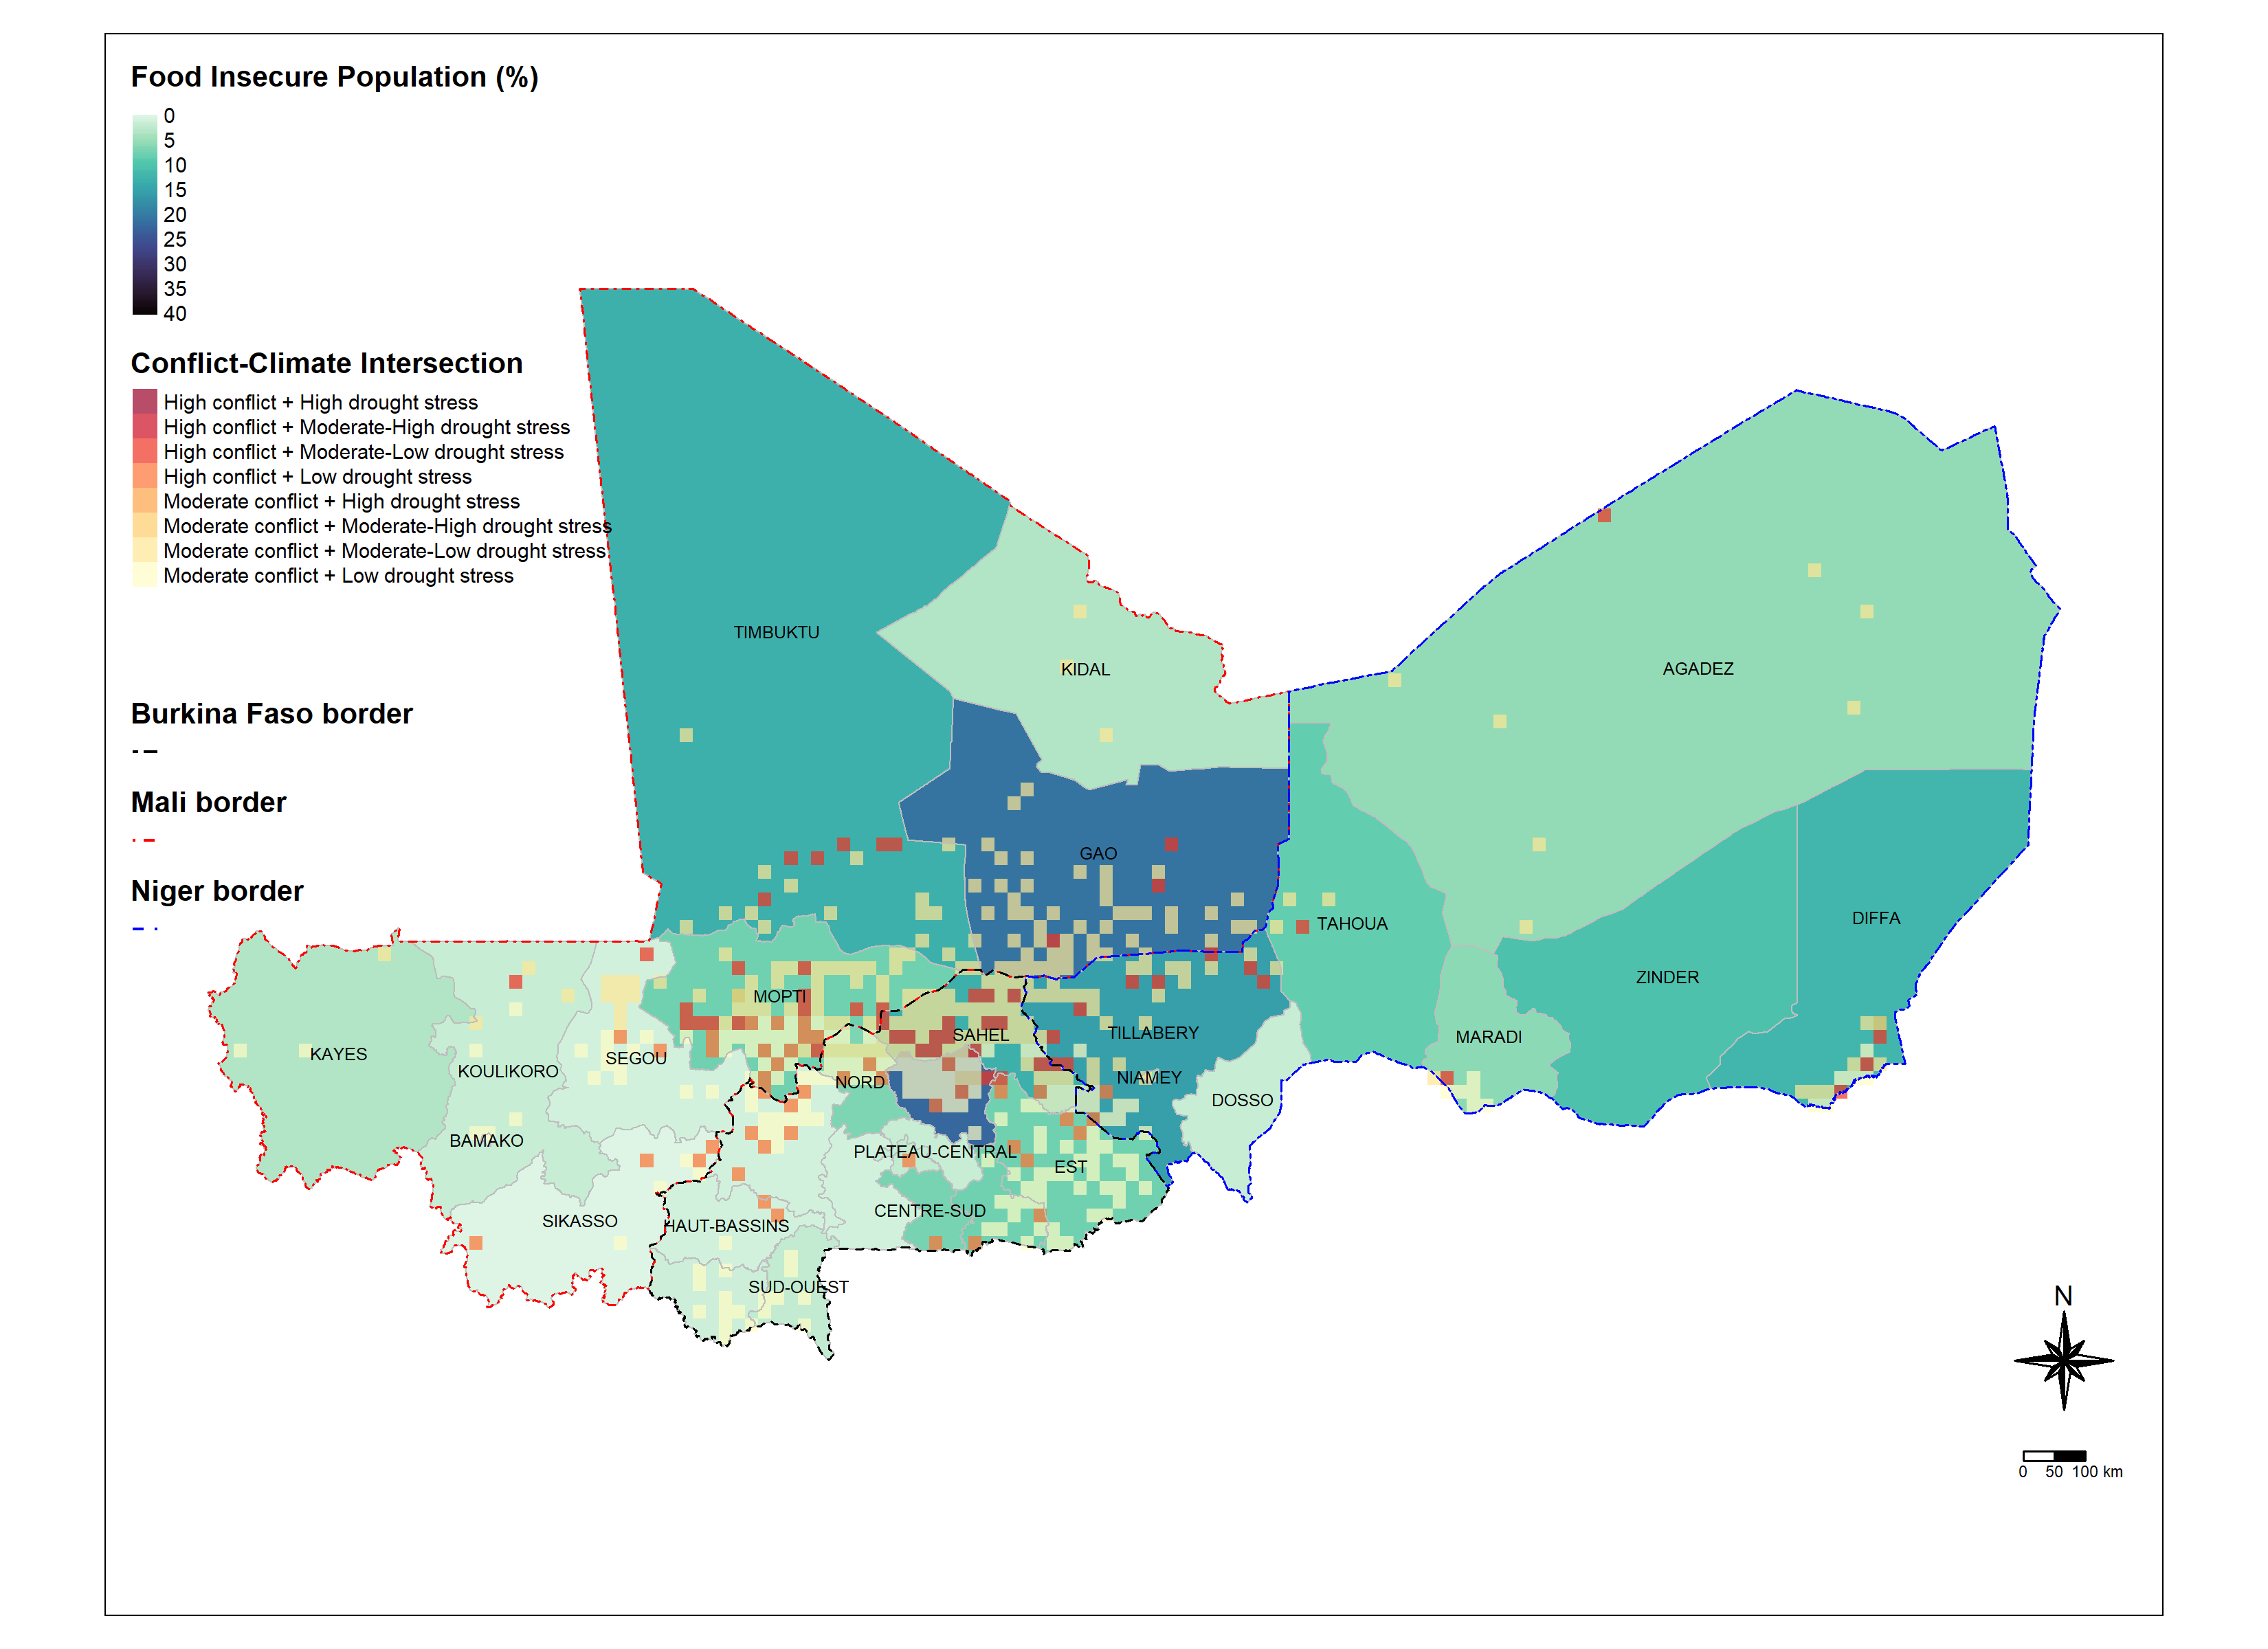 Food Insecure Population (%)
0
5
10
15
20
25
30
35
40
Conflict-Climate Intersection
High conflict + High drought stress
High conflict + Moderate-High drought stress
High conflict + Moderate-Low drought stress
High conflict + Low drought stress
Moderate conflict + High drought stress
Moderate conflict + Moderate-High drought stress
Moderate conflict + Moderate-Low drought stress
Moderate conflict + Low drought stress
Burkina Faso border
Mali border
Niger border
TIMBUKTU
KIDAL
AGADEZ
GAO
TAHOUA
DIFFA
ZINDER
MOPTI
SAHEL
TILLABERY
MARADI
KAYES
SEGOU
KOULIKORO
NORD
NIAMEY
DOSSO
BAMAKO
PLATEAU-CENTRAL
EST
SIKASSO
HAUT-BASSINS
CENTRE-SUD
SUD-OUEST
N
0 50 100 km